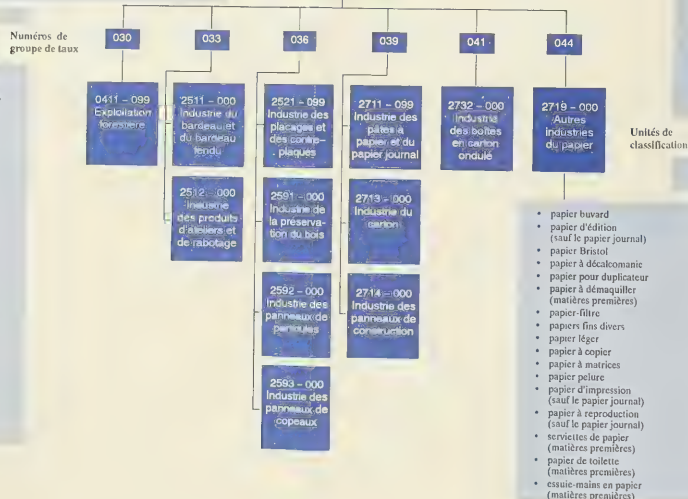 Numéros de
groupe de taux
030
033
036
039
041
044
0411 – 099
Exploitation
forestière
2511 – 000
Industrie du
bardeau et
du bardeau
fendu
2521 – 099
Industrie des
placages et
des contre-
plaqués
2711 – 099
Industrie des
pâtes à
papier et du
papier journal
2732 – 000
Industrie
des boîtes
en carton
ondulé
2719 – 000
Autres
industries
du papier
Unités de
classification
2512 – 000
Industrie
des produits
d'ateliers et
de rabotage
2591 – 000
Industrie de
la préserva-
tion du bois
2713 – 000
Industrie du
carton
2592 – 000
Industrie des
panneaux de
particules
2714 – 000
Industrie des
panneaux de
construction
2593 – 000
Industrie des
panneaux de
copeaux
• papier buvard
• papier d'édition
(sauf le papier journal)
• papier Bristol
• papier à décalcomanie
• papier pour duplicateur
• papier à démaquiller
(matières premières)
• papier-filtre
• papiers fins divers
• papier léger
• papier à copier
• papier à matrices
• papier pelure
• papier d'impression
(sauf le papier journal)
• papier à reproduction
(sauf le papier journal)
• serviettes de papier
(matières premières)
• papier de toilette
(matières premières)
• essuie-mains en papier
(matières premières)